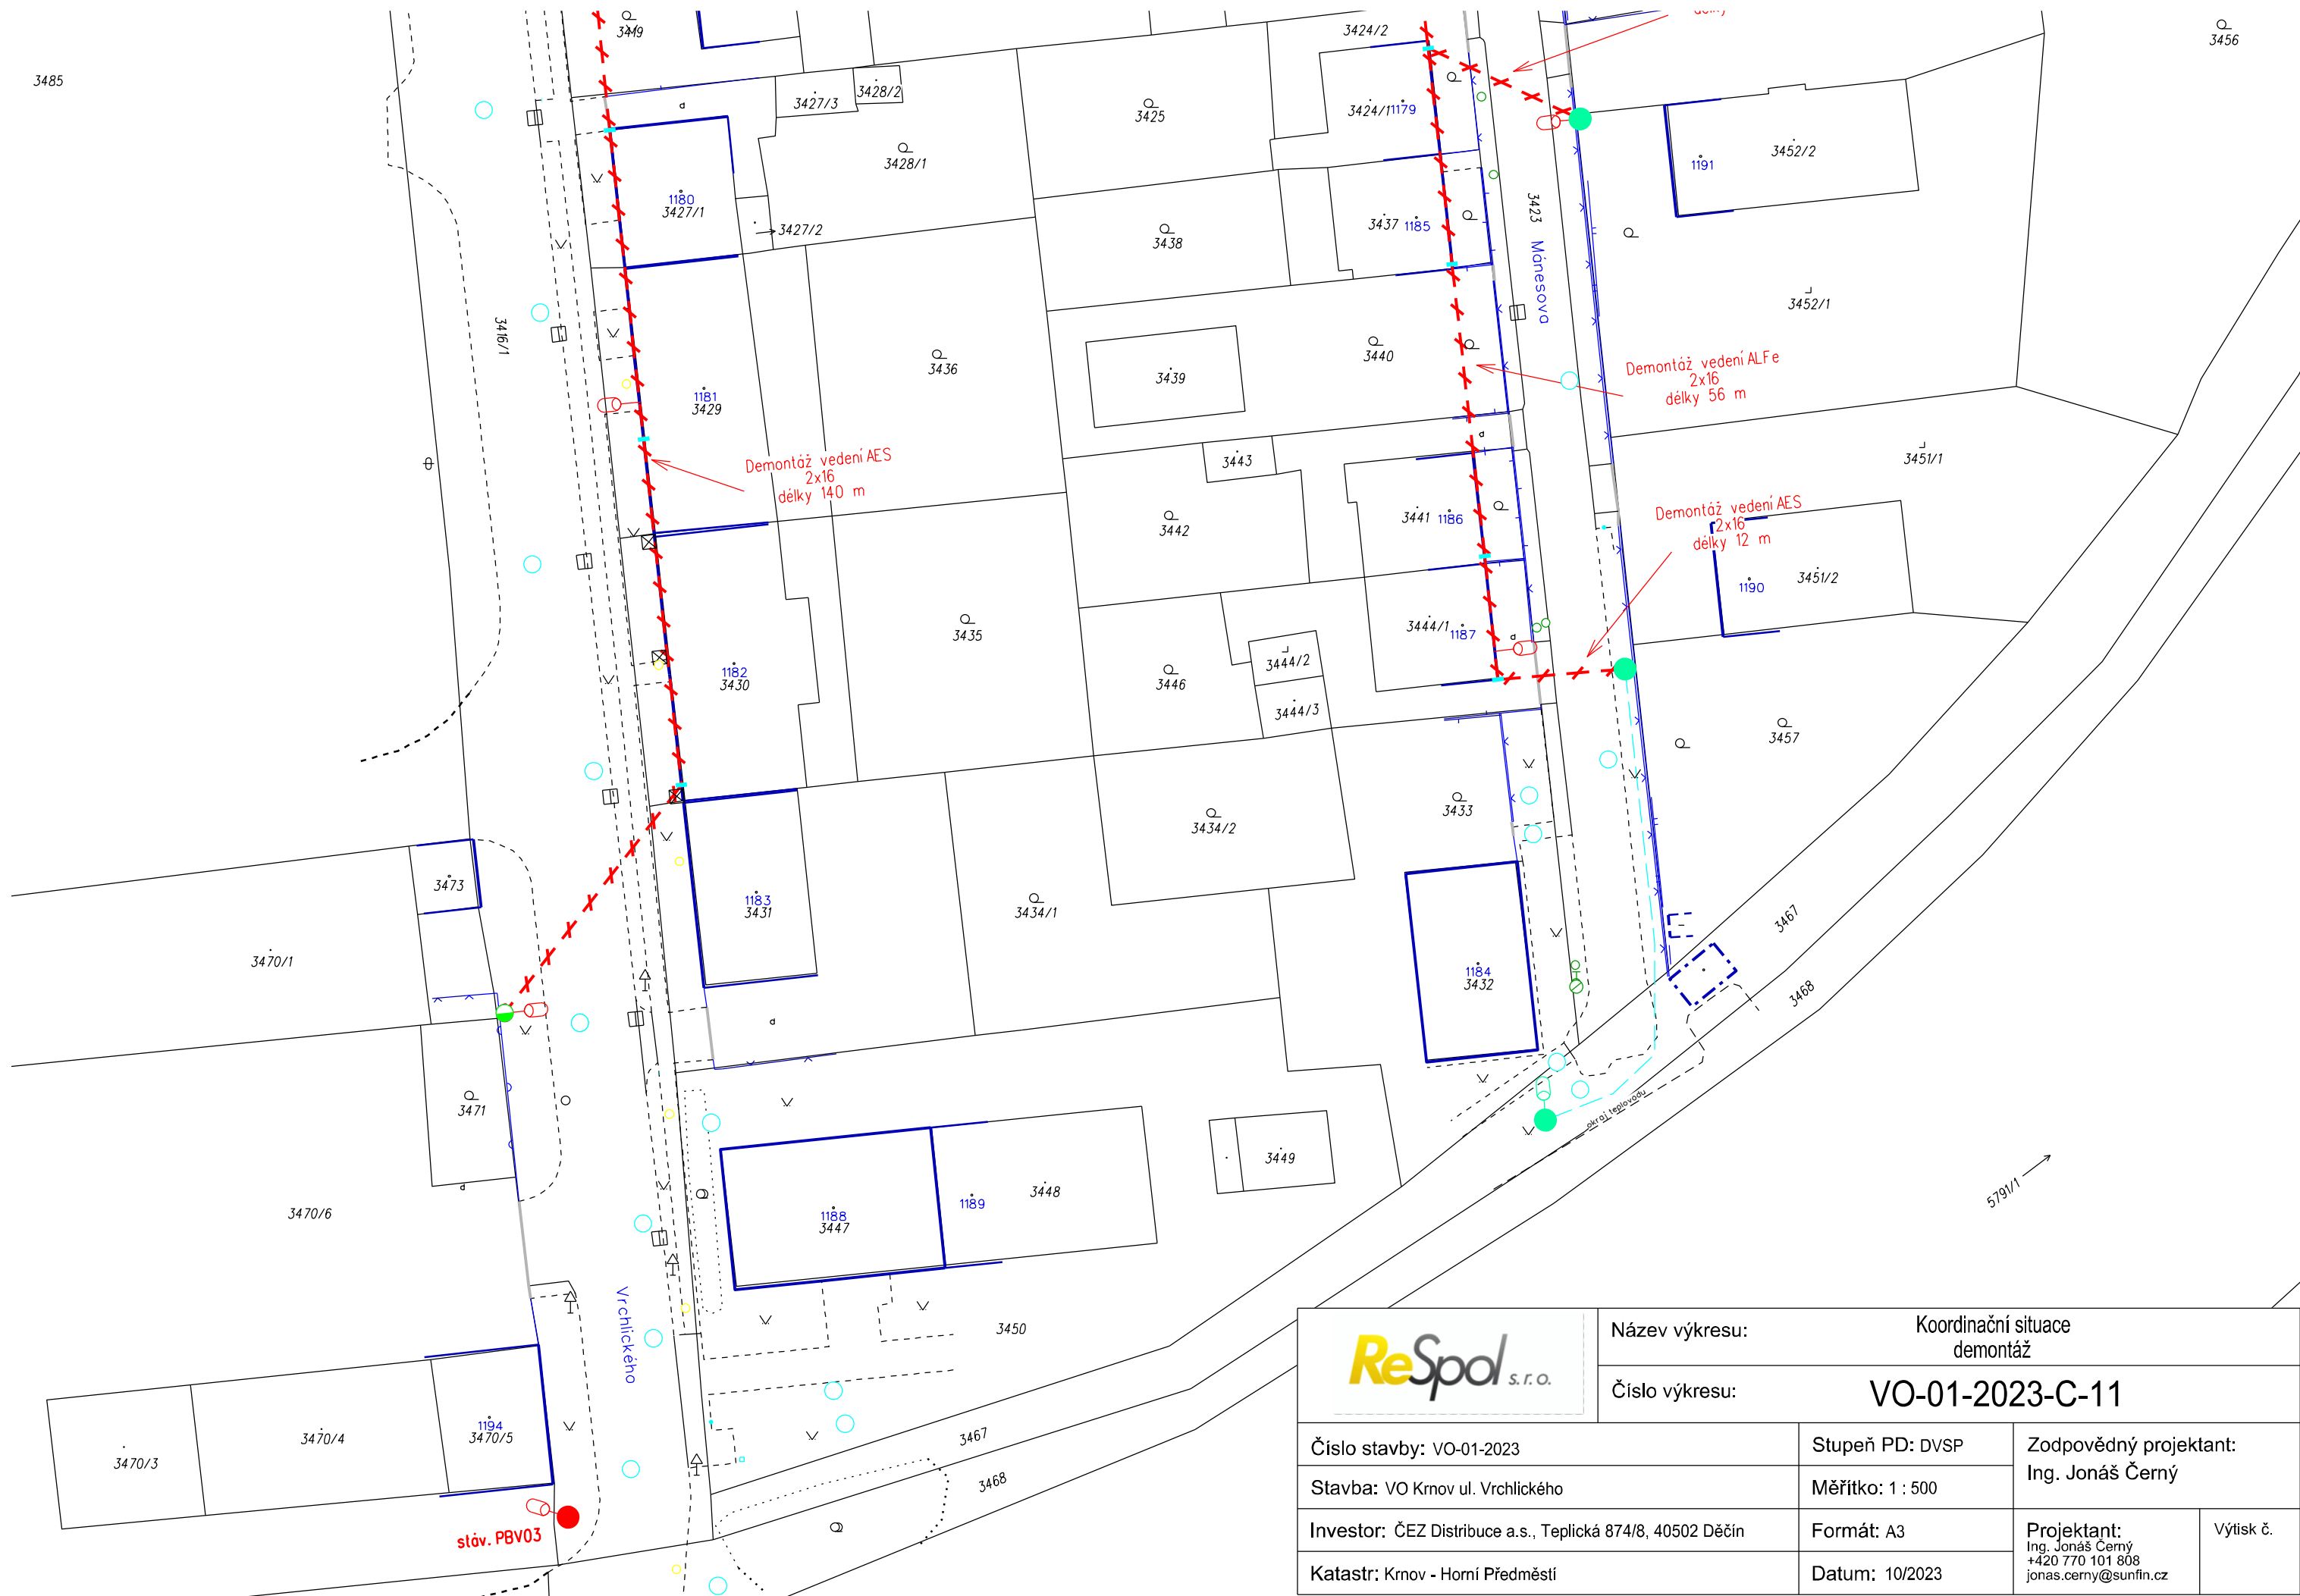 3419
3485
3424/2
3456
3427/3
3428/2
3425
3424/1
1179
3428/1
1191
3452/2
1180
3427/1
3427/2
3438
3437
1185
3423
Mánesova
3452/1
3416/1
3436
3439
3440
Demontáž vedení ALFe
2x16
délky 56 m
1181
3429
Demontáž vedení AES
2x16
délky 140 m
3443
3451/1
3442
3441
1186
Demontáž vedení AES
2x16
délky 12 m
1190
3451/2
3435
3444/1
1187
1182
3430
3446
3444/2
3444/3
3457
3433
3434/2
3473
1183
3431
3434/1
3470/1
1184
3432
3467
3468
3471
okraj teplovodu
3449
3470/6
1188
3447
1189
3448
5791/1
Vrchlického
3450
1194
3470/5
3470/4
3470/3
3467
3468
stáv. PBV03
ReSpol s.r.o.
Název výkresu:
Koordinační situace
demontáž
Číslo výkresu:
VO-01-2023-C-11
Číslo stavby: VO-01-2023
Stupeň PD: DVSP
Zodpovědný projektant:
Ing. Jonáš Černý
Stavba: VO Krnov ul. Vrchlického
Měřítko: 1 : 500
Investor: ČEZ Distribuce a.s., Teplická 874/8, 40502 Děčín
Formát: A3
Projektant:
Ing. Jonáš Černý
+420 770 101 808
jonas.cerny@sunfin.cz
Výtisk č.
Katastr: Krnov - Horní Předměstí
Datum: 10/2023